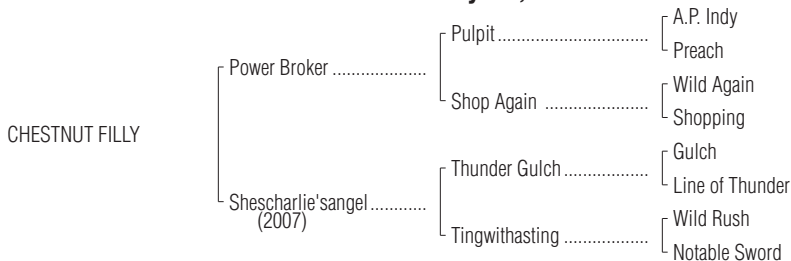 A.P. Indy
Pulpit..............................
Preach
Power Broker ....................
Wild Again
Shop Again ......................
Shopping
CHESTNUT FILLY
Gulch
Thunder Gulch..................
Line of Thunder
Shescharlie'sangel............
(2007)
Wild Rush
Tingwithasting ..................
Notable Sword